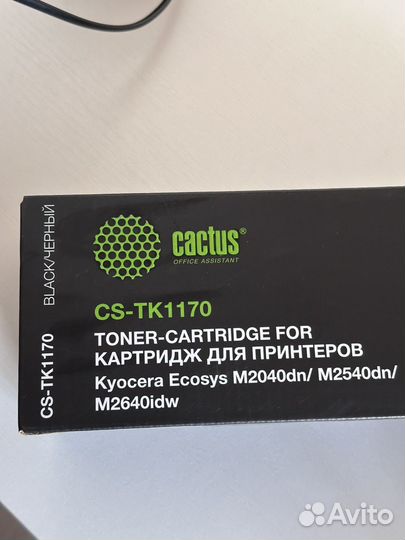 cactus®
OFFICE ASSISTANT
CS-TK1170
TONER-CARTRIDGE FOR
КАРТРИДЖ ДЛЯ ПРИНТЕРОВ
Kyocera Ecosys M2040dn/ M2540dn/
M2640idw
CS-TK1170 BLACK/ЧЕРНЫЙ
Avito